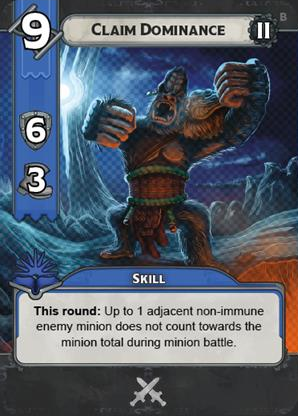 9
CLAIM DOMINANCE
II
B
6
3
SKILL
This round: Up to 1 adjacent non-immune
enemy minion does not count towards the
minion total during minion battle.